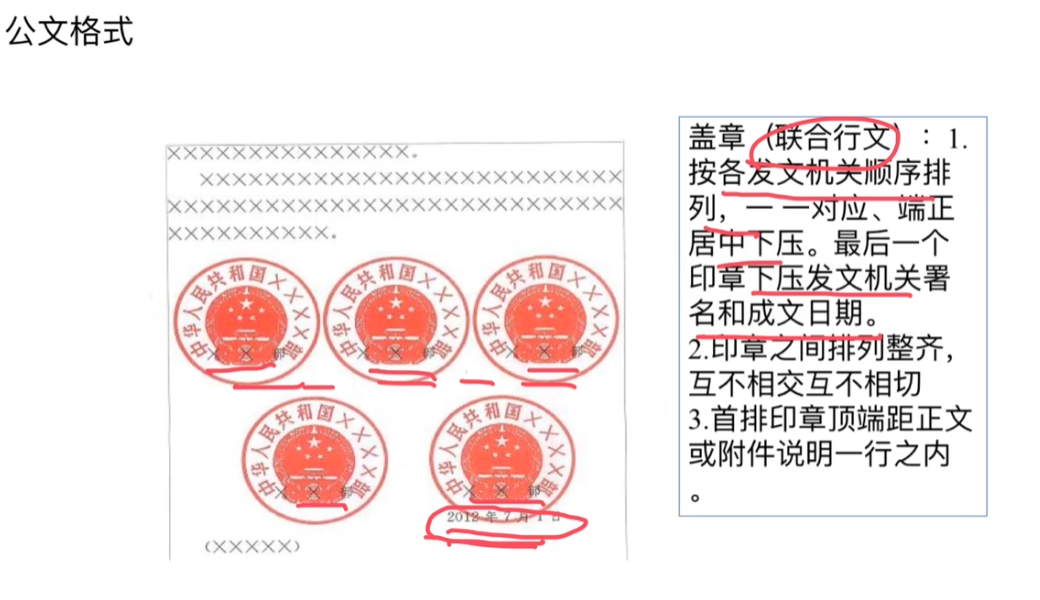 公文格式
×××××××××××××××。
××××××××××××××××××××××××××
××××××××××××××××××××××××××××
××××××××××。
中华人民共和国×××部
中华人民共和国×××部
中华人民共和国×××部
× × 部
× × 部
× × 部
中华人民共和国×××部
中华人民共和国×××部
× × 部
× × 部
2012 年 7 月 1 日
(×××××)
盖章（联合行文）：1.
按各发文机关顺序排
列，一 一对应、端正
居中下压。最后一个
印章下压发文机关署
名和成文日期。
2.印章之间排列整齐，
互不相交互不相切
3.首排印章顶端距正文
或附件说明一行之内
。